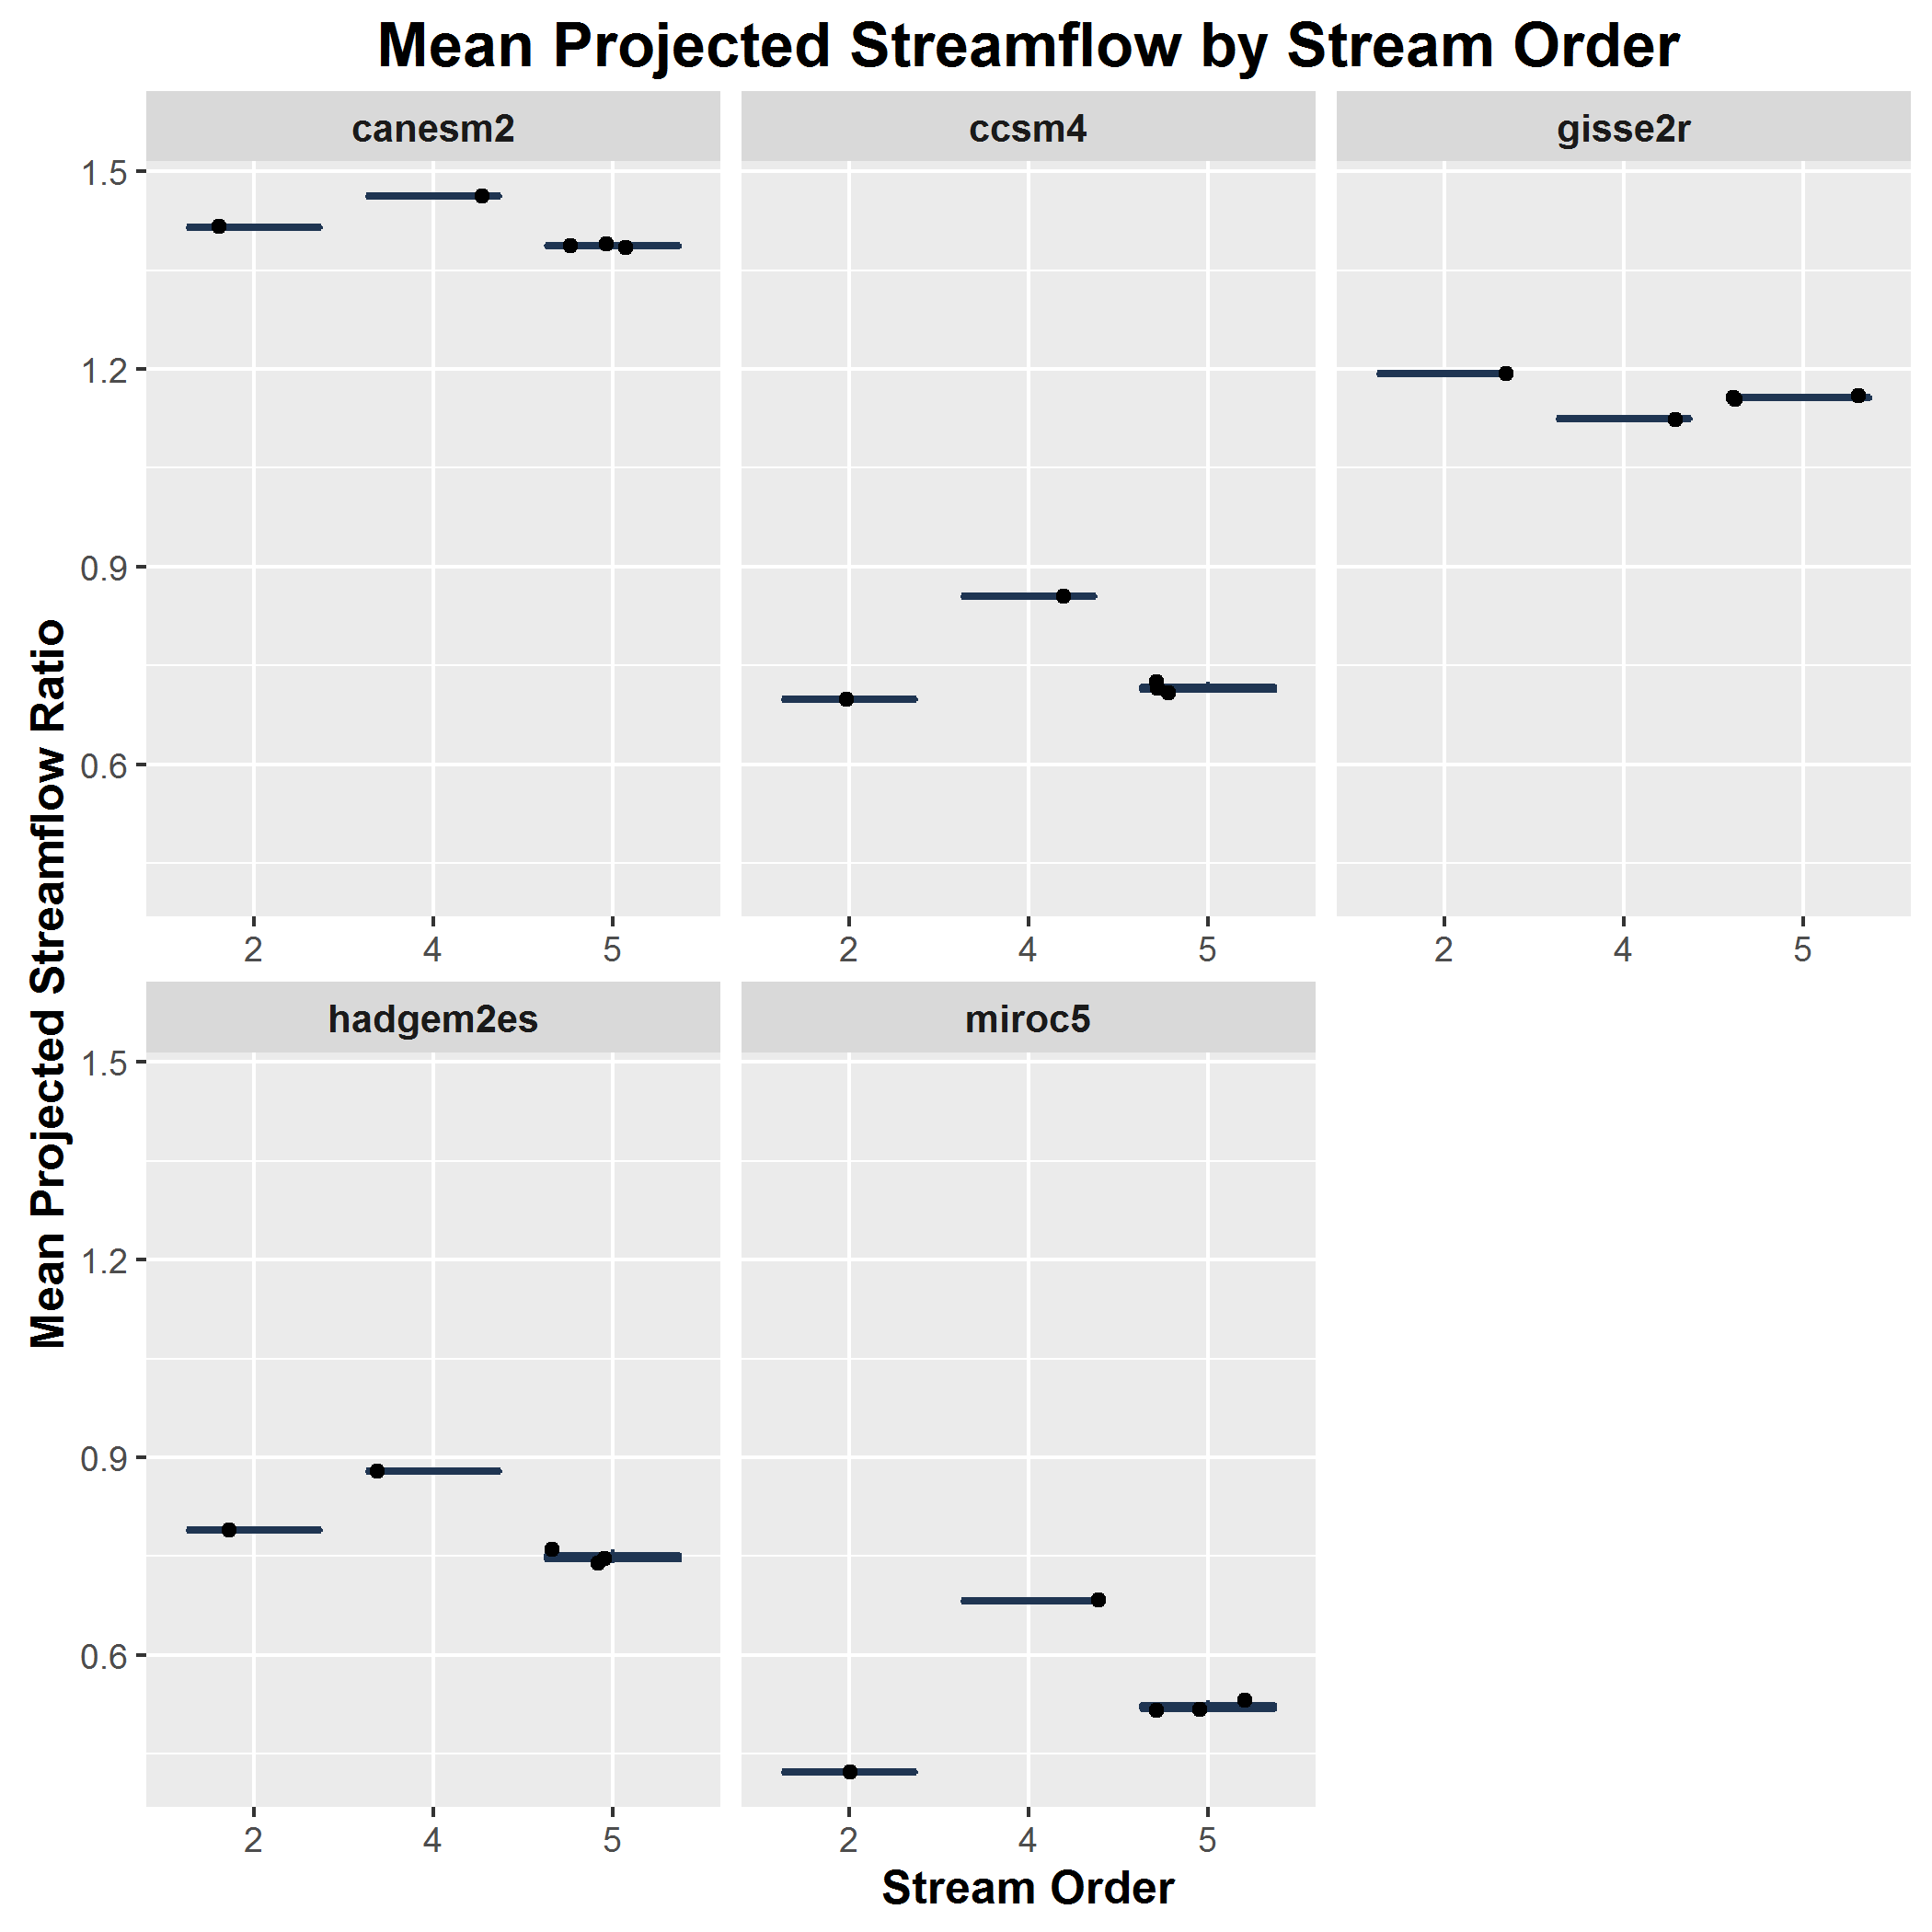 Mean Projected Streamflow by Stream Order
canesm2 ccsm4 gisse2r
1.5
1.2
0.9
0.6
2 4 5 2 4 5 2 4 5
Mean Projected Streamflow Ratio
hadgem2es miroc5
1.5
1.2
0.9
0.6
2 4 5 2 4 5
Stream Order